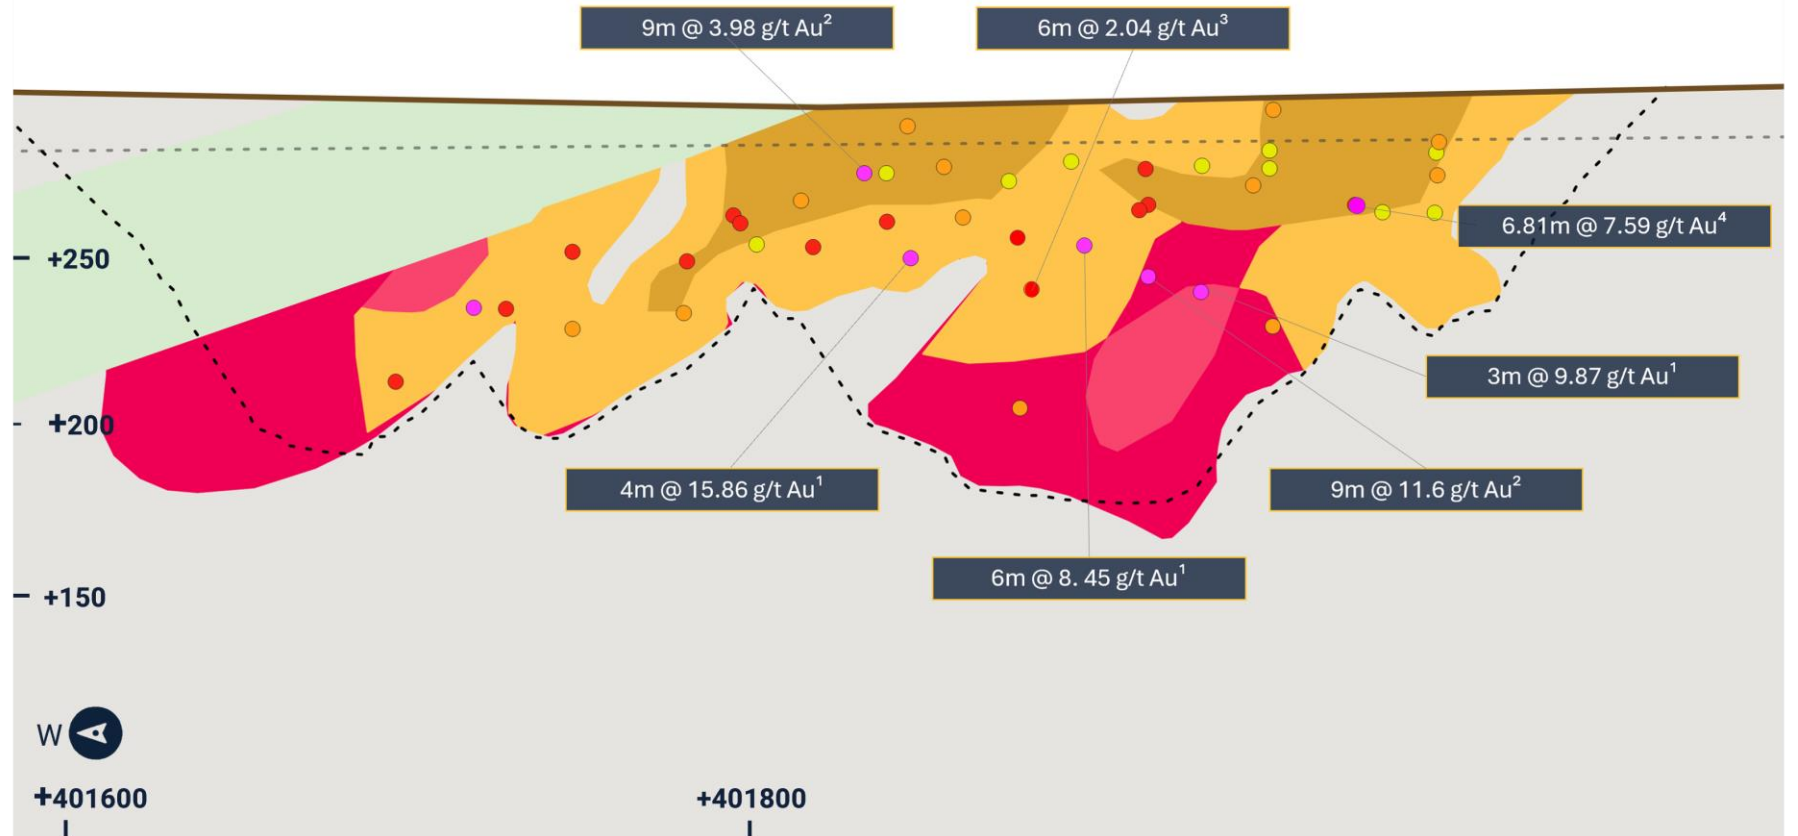 9m @ 3.98 g/t Au²
6m @ 2.04 g/t Au³
6.81m @ 7.59 g/t Au⁴
+250
3m @ 9.87 g/t Au¹
+200
4m @ 15.86 g/t Au¹
9m @ 11.6 g/t Au²
6m @ 8. 45 g/t Au¹
+150
W
+401600
+401800